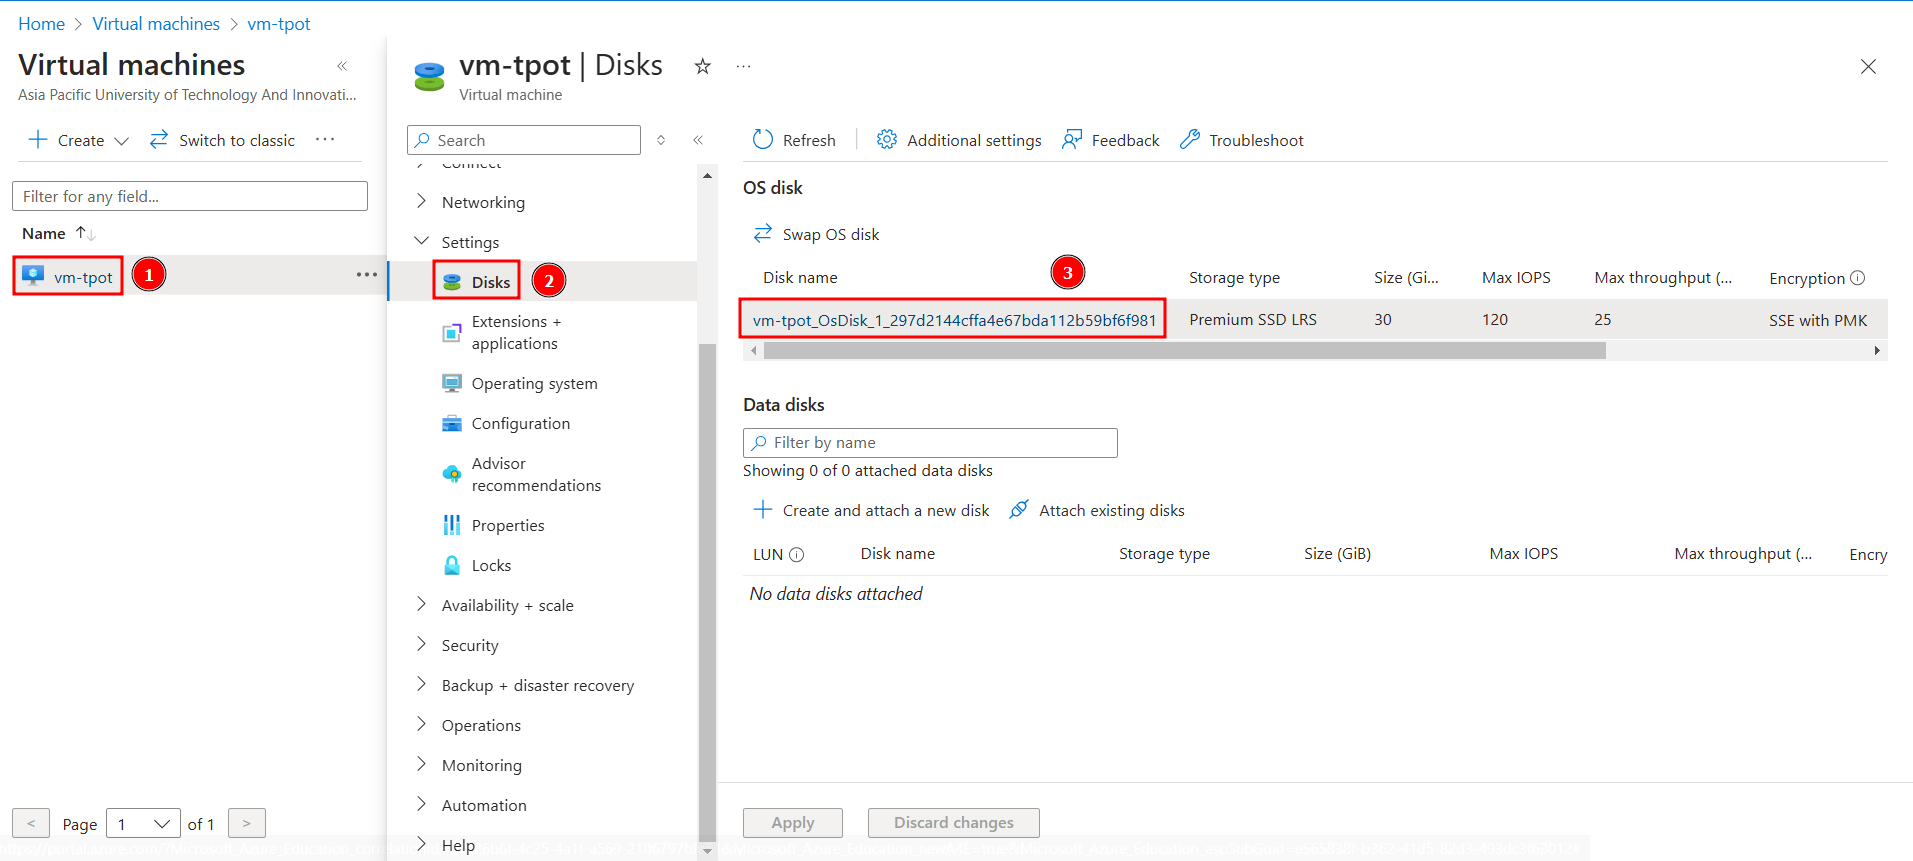 Home > Virtual machines > vm-tpot
Virtual machines
Asia Pacific University of Technology And Innovati...
Create
Switch to classic
Filter for any field...
Name
vm-tpot
1
< Page 1 of 1 >
vm-tpot | Disks
Virtual machine
Search
Connect
Networking
Settings
Disks
2
Extensions +
applications
Operating system
Configuration
Advisor
recommendations
Properties
Locks
Availability + scale
Security
Backup + disaster recovery
Operations
Monitoring
Automation
Help
Refresh
Additional settings
Feedback
Troubleshoot
OS disk
Swap OS disk
3
Disk name Storage type Size (Gi... Max IOPS Max throughput (... Encryption
vm-tpot_OsDisk_1_297d2144cffa4e67bda112b59bf6f981 Premium SSD LRS 30 120 25 SSE with PMK
Data disks
Filter by name
Showing 0 of 0 attached data disks
Create and attach a new disk
Attach existing disks
LUN Disk name Storage type Size (GiB) Max IOPS Max throughput (... Encry
No data disks attached
Apply
Discard changes